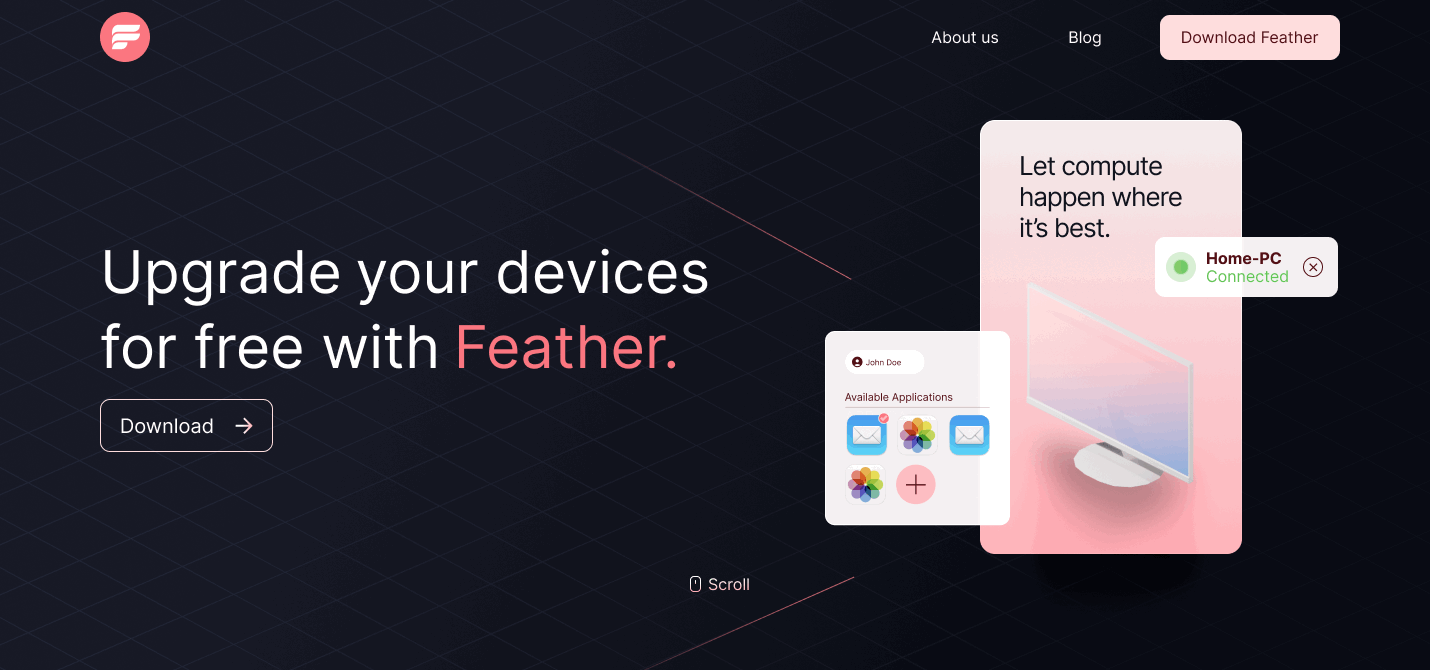 About us
Blog
Download Feather
Let compute
happen where
it’s best.
Home-PC
Connected
Upgrade your devices
for free with Feather.
Download
John Doe
Available Applications
Scroll